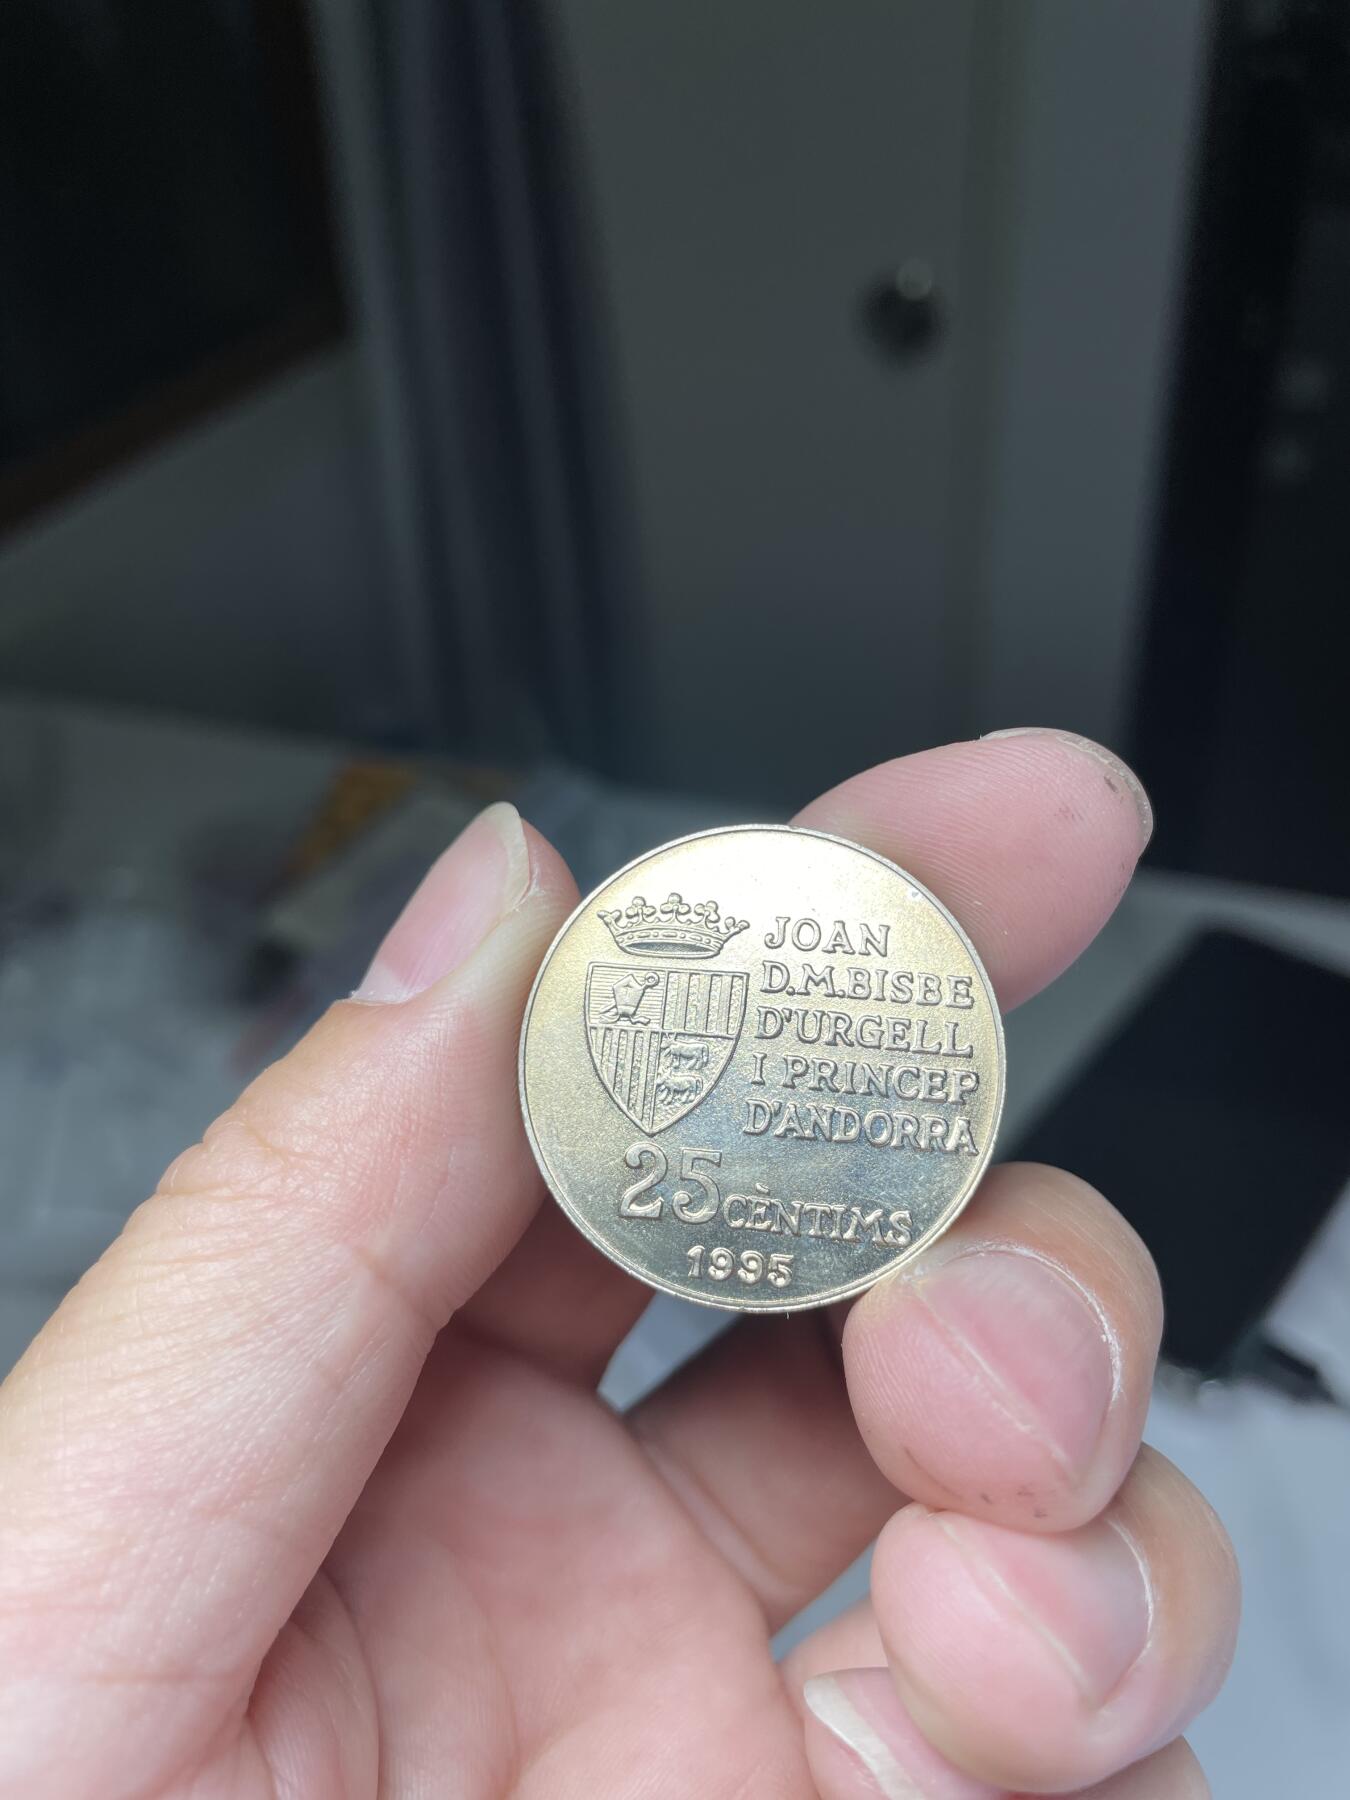 JOAN
D.M.BISBE
D'URGELL
I PRINCEP
D'ANDORRA
25 CÈNTIMS
1995